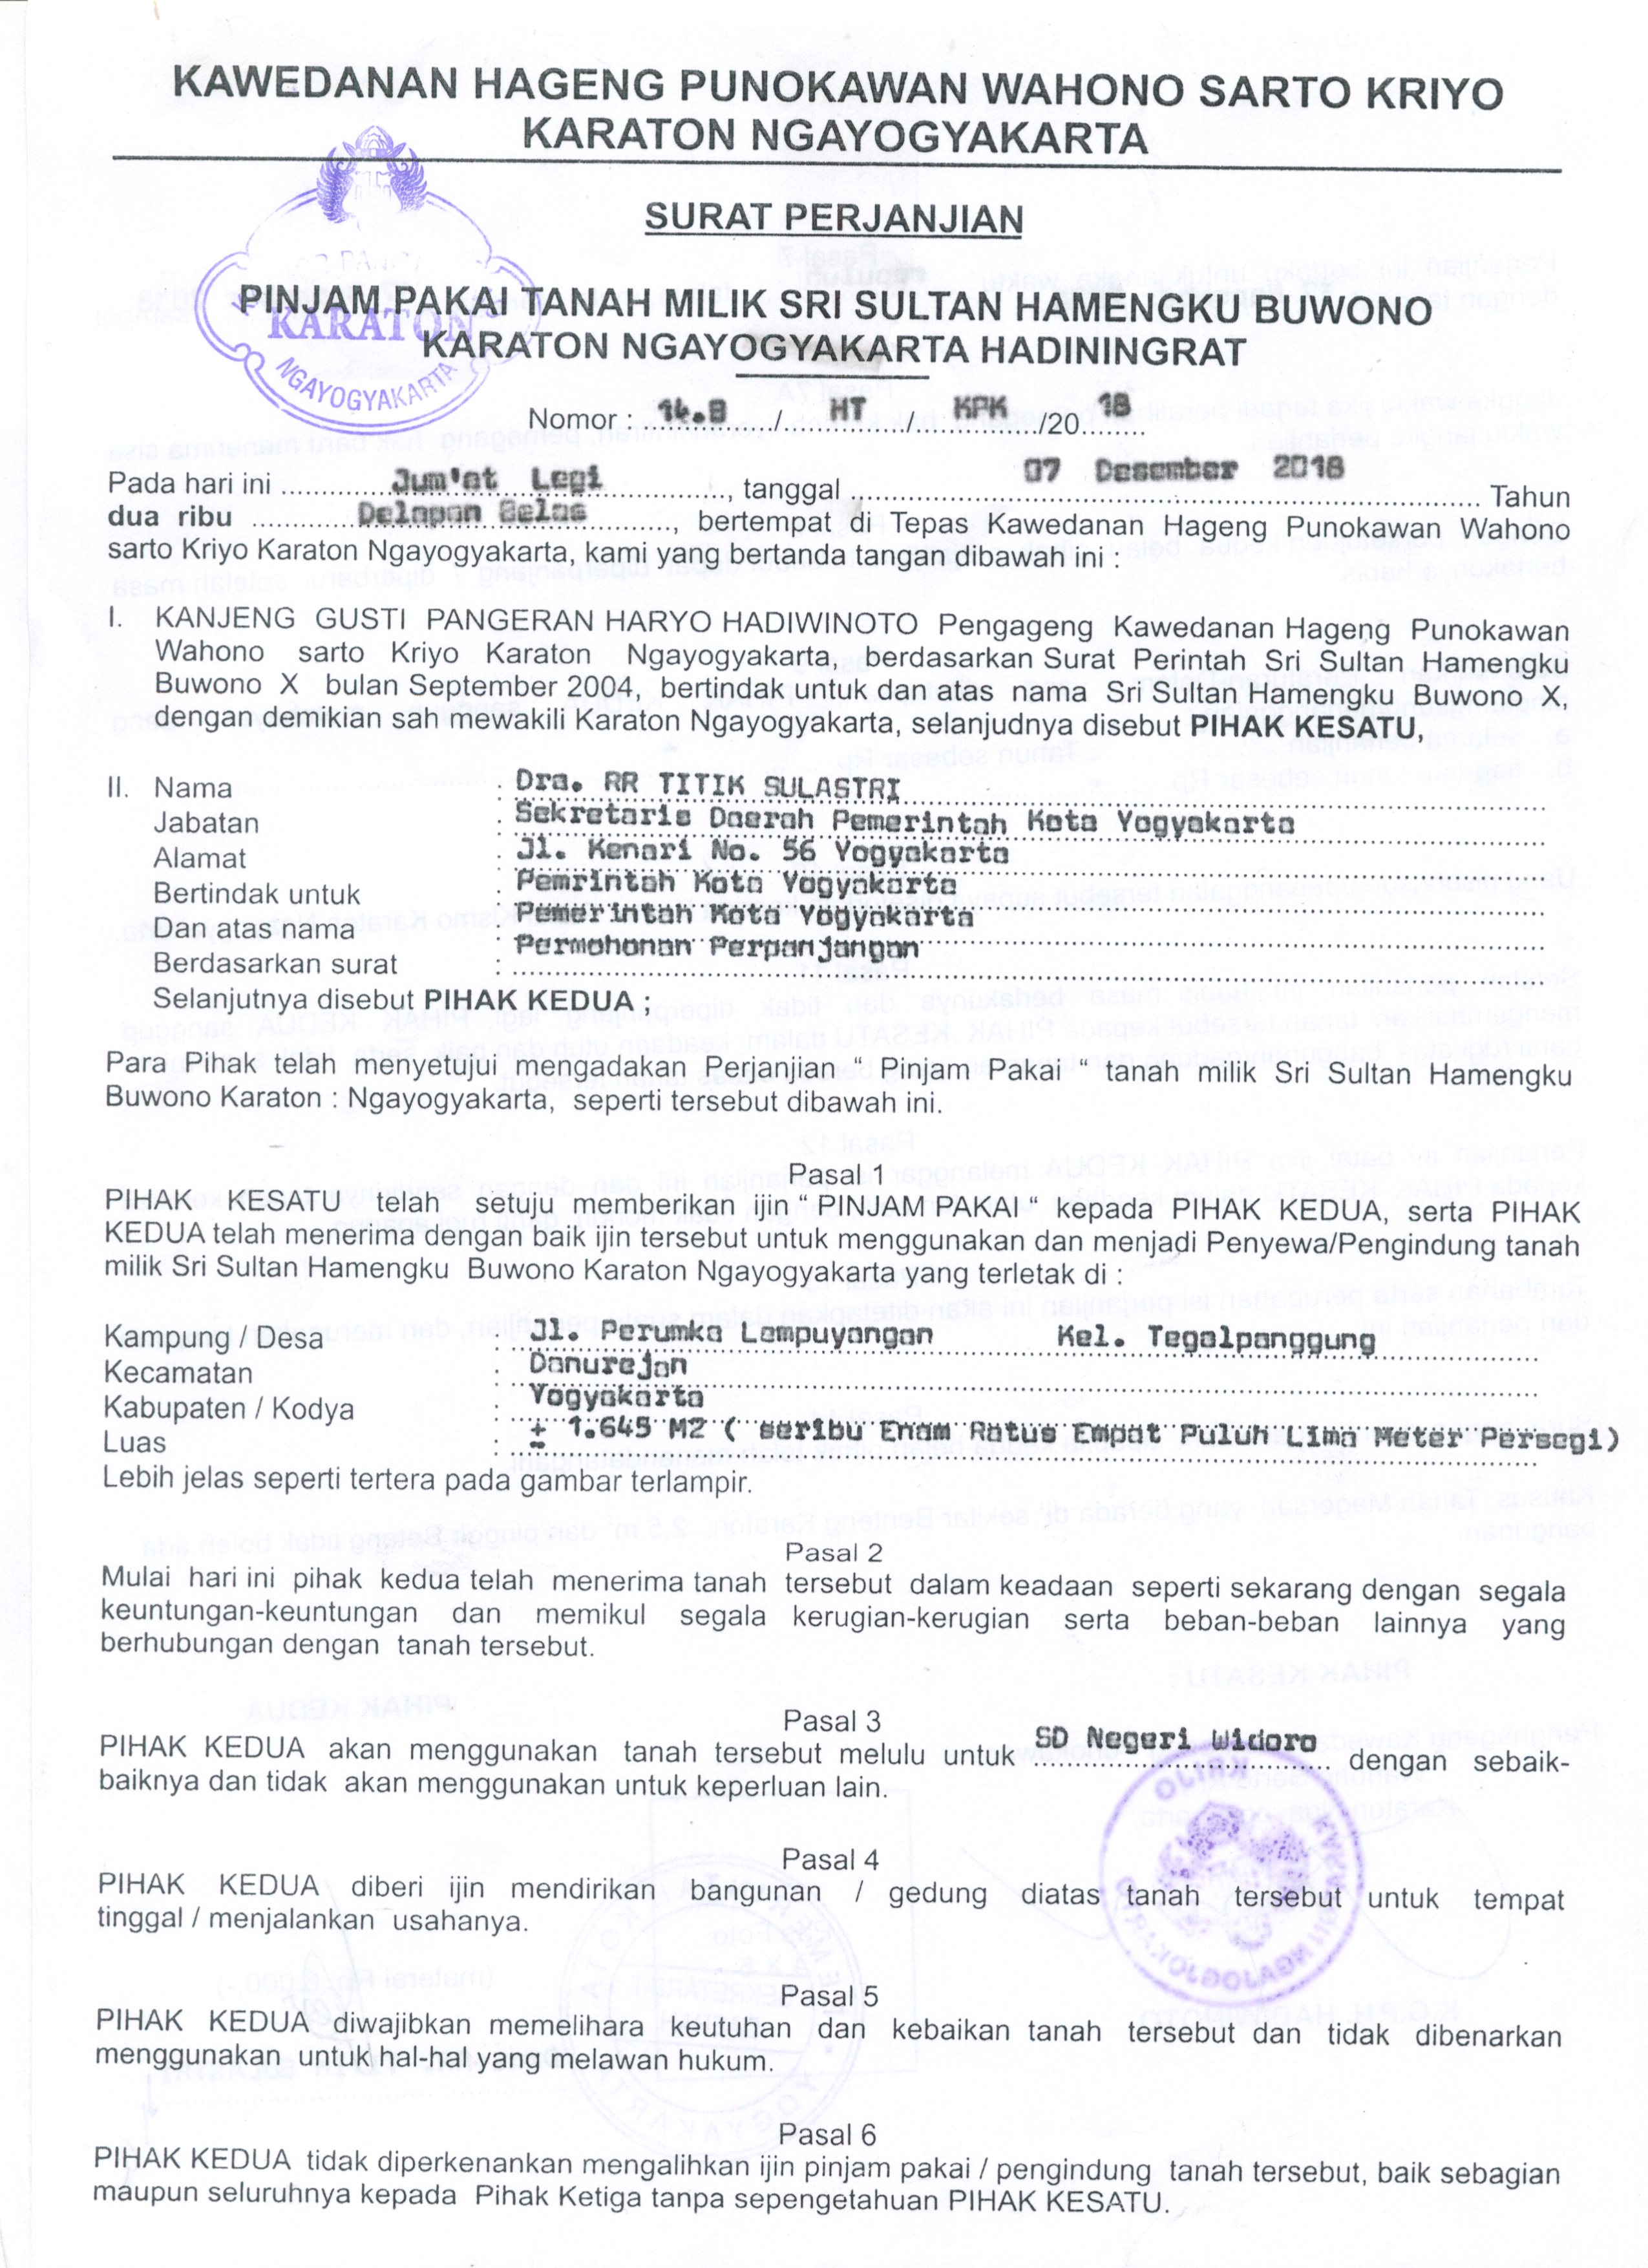 KAWEDANAN HAGENG PUNOKAWAN WAHONO SARTO KRIYO
KARATON NGAYOGYAKARTA
SURAT PERJANJIAN
PINJAM PAKAI TANAH MILIK SRI SULTAN HAMENGKU BUWONO
KARATON NGAYOGYAKARTA HADININGRAT
KARATON
NGAYOGYAKARTA
Nomor : 14.8 / HT / KPK /20 18
Pada hari ini Jum'at Legi, tanggal 07 Desember 2018 Tahun
dua ribu Delapan Belas, bertempat di Tepas Kawedanan Hageng Punokawan Wahono
sarto Kriyo Karaton Ngayogyakarta, kami yang bertanda tangan dibawah ini :
I. KANJENG GUSTI PANGERAN HARYO HADIWINOTO Pengageng Kawedanan Hageng Punokawan
Wahono sarto Kriyo Karaton Ngayogyakarta, berdasarkan Surat Perintah Sri Sultan Hamengku
Buwono X bulan September 2004, bertindak untuk dan atas nama Sri Sultan Hamengku Buwono X,
dengan demikian sah mewakili Karaton Ngayogyakarta, selanjudnya disebut PIHAK KESATU,
II. Nama : Dra. RR TITIK SULASTRI
Jabatan : Sekretaris Daerah Pemerintah Kota Yogyakarta
Alamat : Jl. Kenari No. 56 Yogyakarta
Bertindak untuk : Pemrintah Kota Yogyakarta
Dan atas nama : Pemerintah Kota Yogyakarta
Berdasarkan surat : Permohonan Perpanjangan
Selanjutnya disebut PIHAK KEDUA ;
Para Pihak telah menyetujui mengadakan Perjanjian “ Pinjam Pakai “ tanah milik Sri Sultan Hamengku
Buwono Karaton : Ngayogyakarta, seperti tersebut dibawah ini.
Pasal 1
PIHAK KESATU telah setuju memberikan ijin “ PINJAM PAKAI “ kepada PIHAK KEDUA, serta PIHAK
KEDUA telah menerima dengan baik ijin tersebut untuk menggunakan dan menjadi Penyewa/Pengindung tanah
milik Sri Sultan Hamengku Buwono Karaton Ngayogyakarta yang terletak di :
Kampung / Desa : Jl. Perumka Lempuyangan Kel. Tegalpanggung
Kecamatan : Danurejan
Kabupaten / Kodya : Yogyakarta
Luas : ± 1.645 M2 ( seribu Enam Ratus Empat Puluh Lima Meter Persegi)
Lebih jelas seperti tertera pada gambar terlampir.
Pasal 2
Mulai hari ini pihak kedua telah menerima tanah tersebut dalam keadaan seperti sekarang dengan segala
keuntungan-keuntungan dan memikul segala kerugian-kerugian serta beban-beban lainnya yang
berhubungan dengan tanah tersebut.
Pasal 3
PIHAK KEDUA akan menggunakan tanah tersebut melulu untuk SD Negeri Widoro dengan sebaik-
baiknya dan tidak akan menggunakan untuk keperluan lain.
Pasal 4
PIHAK KEDUA diberi ijin mendirikan bangunan / gedung diatas tanah tersebut untuk tempat
tinggal / menjalankan usahanya.
Pasal 5
PIHAK KEDUA diwajibkan memelihara keutuhan dan kebaikan tanah tersebut dan tidak dibenarkan
menggunakan untuk hal-hal yang melawan hukum.
Pasal 6
PIHAK KEDUA tidak diperkenankan mengalihkan ijin pinjam pakai / pengindung tanah tersebut, baik sebagian
maupun seluruhnya kepada Pihak Ketiga tanpa sepengetahuan PIHAK KESATU.